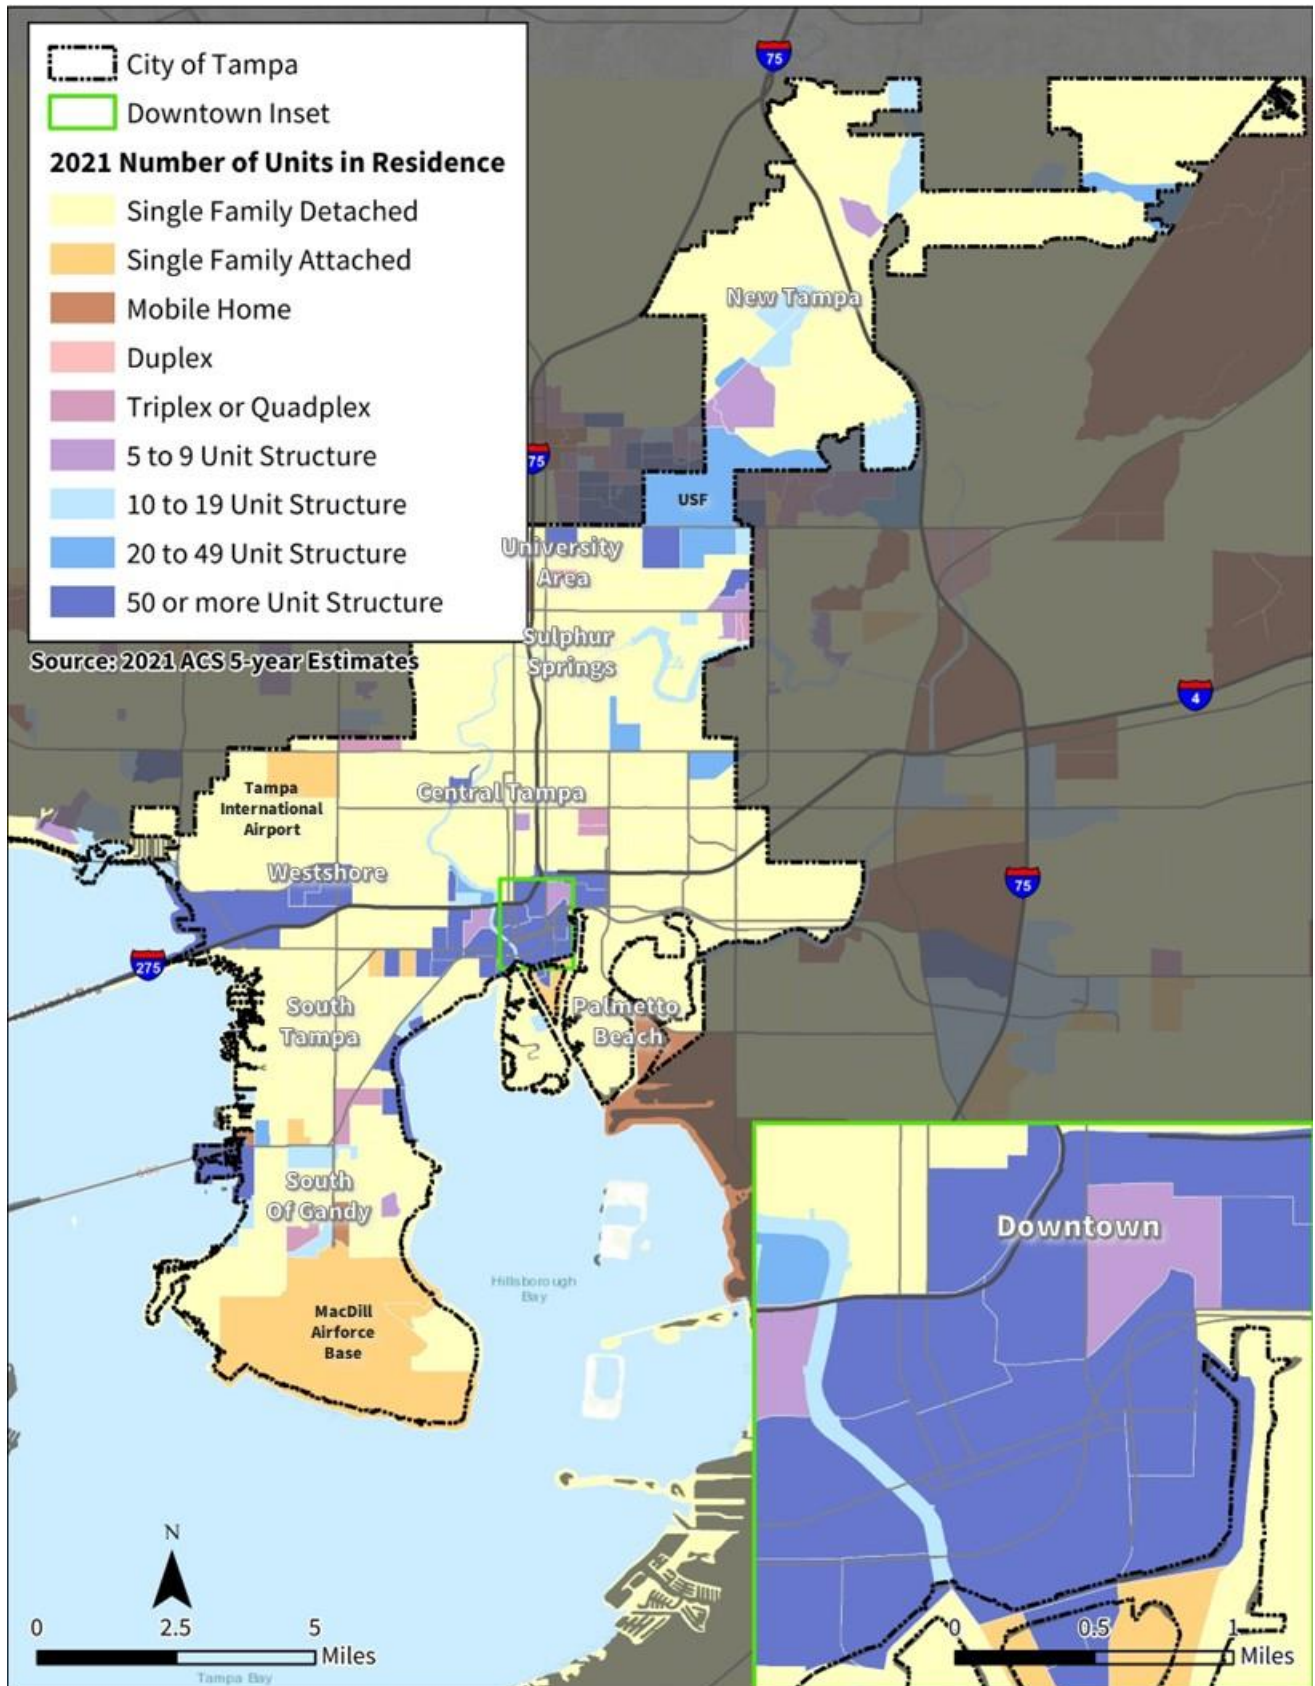 City of Tampa
Downtown Inset
2021 Number of Units in Residence
Single Family Detached
Single Family Attached
Mobile Home
Duplex
Triplex or Quadplex
5 to 9 Unit Structure
10 to 19 Unit Structure
20 to 49 Unit Structure
50 or more Unit Structure
Source: 2021 ACS 5-year Estimates
75
New Tampa
75
USF
University
Area
Sulphur
Springs
4
Tampa
International
Airport
Central Tampa
Westshore
75
275
South
Tampa
Palmetto
Beach
South
Of Gandy
Downtown
Hillsborough
Bay
MacDill
Airforce
Base
N
0 2.5 5
Miles
0 0.5 1
Miles
Tampa Bay